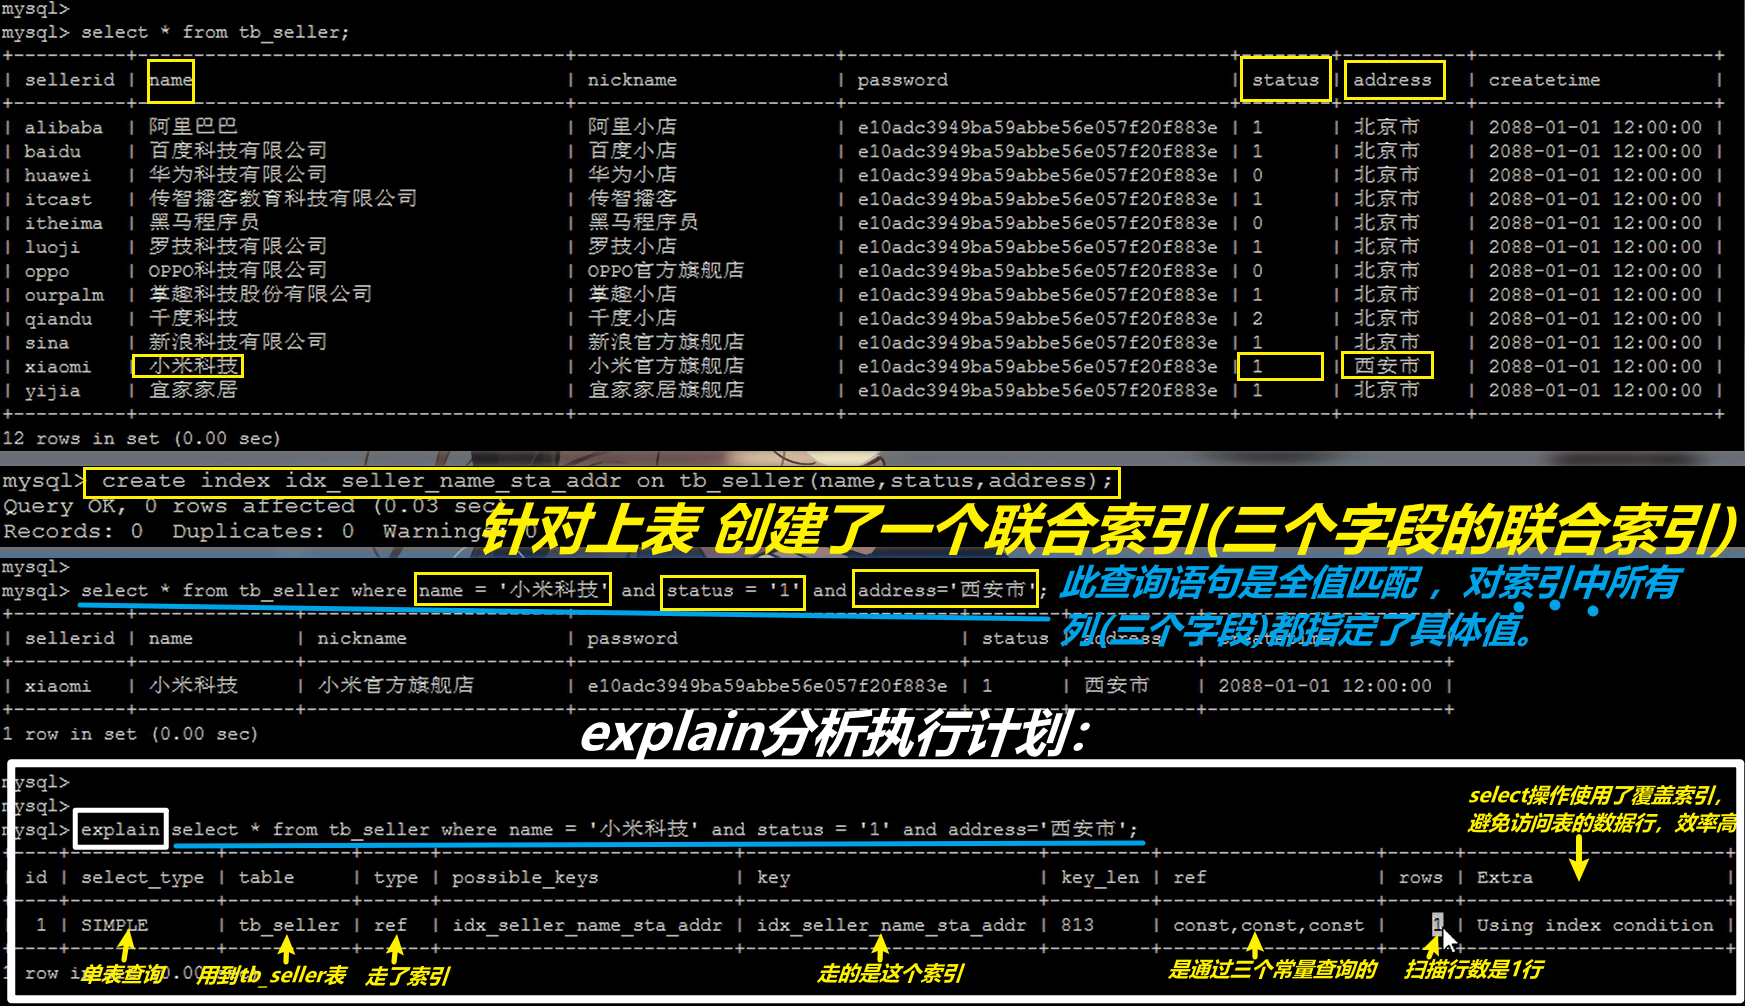 mysql>
mysql> select * from tb_seller;
| sellerid | name | nickname | password | status | address | createtime |
| alibaba | 阿里巴巴 | 阿里小店 | e10adc3949ba59abbe56e057f20f883e | 1 | 北京市 | 2088-01-01 12:00:00 |
| baidu | 百度科技有限公司 | 百度小店 | e10adc3949ba59abbe56e057f20f883e | 1 | 北京市 | 2088-01-01 12:00:00 |
| huawei | 华为科技有限公司 | 华为小店 | e10adc3949ba59abbe56e057f20f883e | 0 | 北京市 | 2088-01-01 12:00:00 |
| itcast | 传智播客教育科技有限公司 | 传智播客 | e10adc3949ba59abbe56e057f20f883e | 1 | 北京市 | 2088-01-01 12:00:00 |
| itheima | 黑马程序员 | 黑马程序员 | e10adc3949ba59abbe56e057f20f883e | 0 | 北京市 | 2088-01-01 12:00:00 |
| luoji | 罗技科技有限公司 | 罗技小店 | e10adc3949ba59abbe56e057f20f883e | 1 | 北京市 | 2088-01-01 12:00:00 |
| oppo | OPPO科技有限公司 | OPPO官方旗舰店 | e10adc3949ba59abbe56e057f20f883e | 0 | 北京市 | 2088-01-01 12:00:00 |
| ourpalm | 掌趣科技股份有限公司 | 掌趣小店 | e10adc3949ba59abbe56e057f20f883e | 1 | 北京市 | 2088-01-01 12:00:00 |
| qiandu | 千度科技 | 千度小店 | e10adc3949ba59abbe56e057f20f883e | 2 | 北京市 | 2088-01-01 12:00:00 |
| sina | 新浪科技有限公司 | 新浪官方旗舰店 | e10adc3949ba59abbe56e057f20f883e | 1 | 北京市 | 2088-01-01 12:00:00 |
| xiaomi | 小米科技 | 小米官方旗舰店 | e10adc3949ba59abbe56e057f20f883e | 1 | 西安市 | 2088-01-01 12:00:00 |
| yijia | 宜家家居 | 宜家家居旗舰店 | e10adc3949ba59abbe56e057f20f883e | 1 | 北京市 | 2088-01-01 12:00:00 |
12 rows in set (0.00 sec)
mysql> create index idx_seller_name_sta_addr on tb_seller(name,status,address);
Query OK, 0 rows affected (0.03 sec)
Records: 0 Duplicates: 0 Warning
针对上表 创建了一个联合索引(三个字段的联合索引)
mysql>
mysql> select * from tb_seller where name = '小米科技' and status = '1' and address='西安市';
此查询语句是全值匹配 ，对索引中所有
列(三个字段)都指定了具体值。
| sellerid | name | nickname | password | status | address
| xiaomi | 小米科技 | 小米官方旗舰店 | e10adc3949ba59abbe56e057f20f883e | 1 | 西安市 | 2088-01-01 12:00:00 |
1 row in set (0.00 sec)
explain分析执行计划：
mysql>
mysql>
mysql> explain select * from tb_seller where name = '小米科技' and status = '1' and address='西安市';
select操作使用了覆盖索引，
避免访问表的数据行，效率高
id | select_type | table | type | possible_keys | key | key_len | ref | rows | Extra |
1 | SIMPLE | tb_seller | ref | idx_seller_name_sta_addr | idx_seller_name_sta_addr | 813 | const,const,const | 1 | Using index condition |
1 row in
单表查询 用到tb_seller表 走了索引 走的是这个索引 是通过三个常量查询的 扫描行数是1行